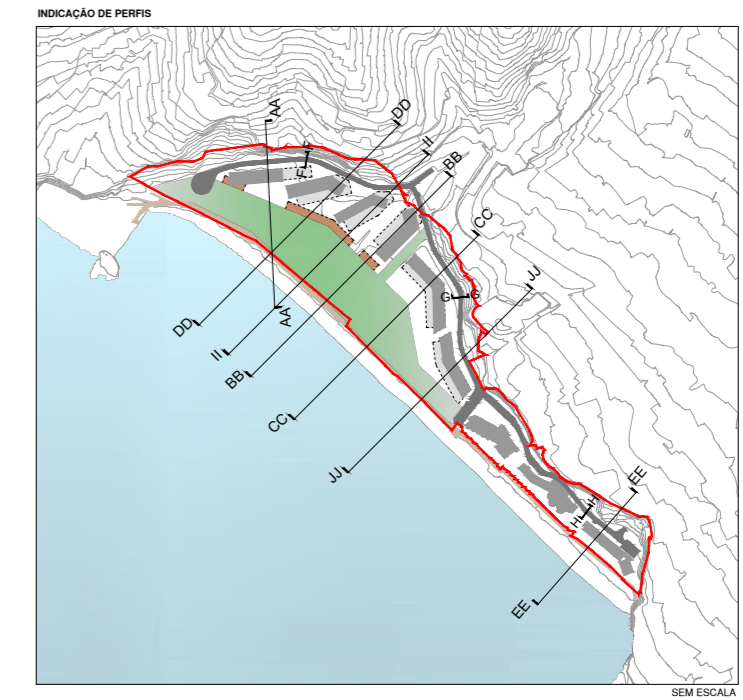 INDICAÇÃO DE PERFIS
AA
DD
II
BB
F
F
CC
JJ
G
G
AA
DD
II
BB
CC
JJ
EE
H
H
EE
SEM ESCALA